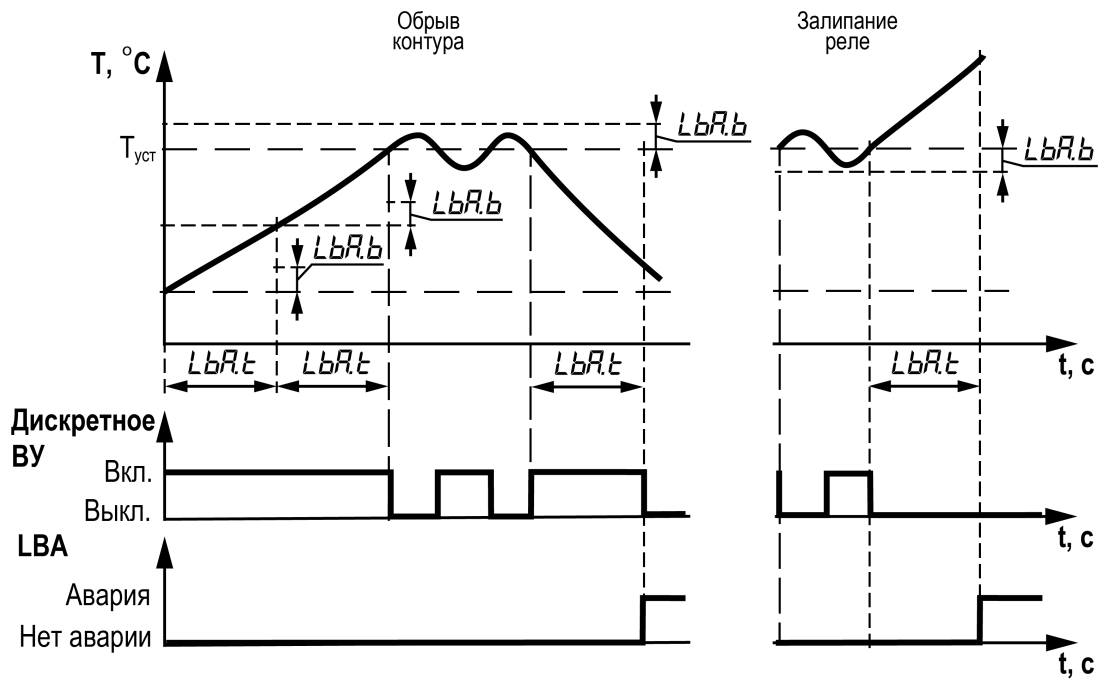 Обрыв
контура
Залипание
реле
T, °C
Tуст
LbA.b
LbA.b
LbA.b
LbA.b
LbA.t
LbA.t
LbA.t
LbA.t
t, c
Дискретное
ВУ
Вкл.
Выкл.
t, c
LBA
Авария
Нет аварии
t, c